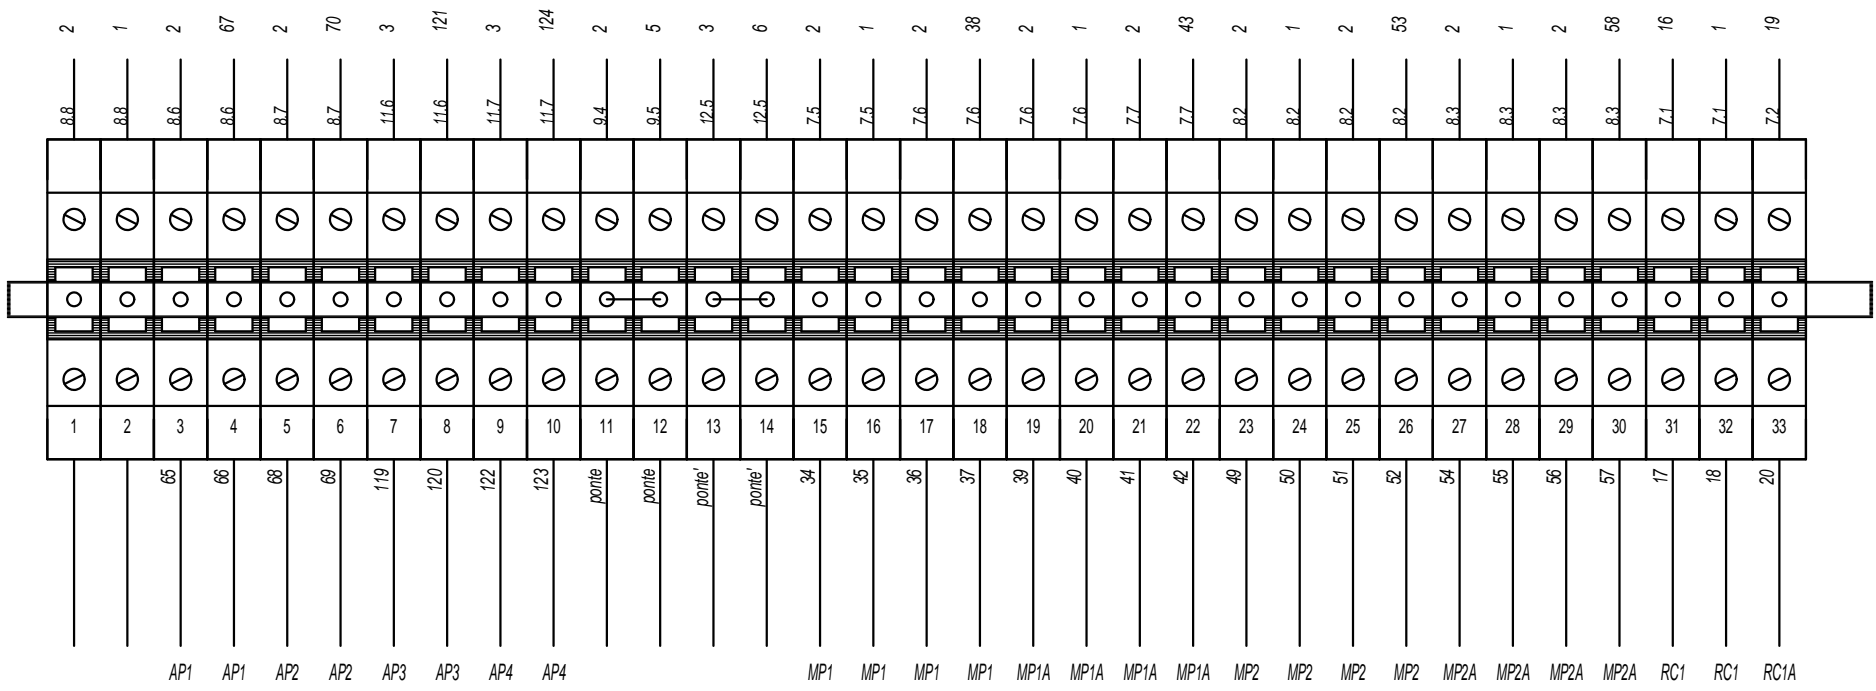 2 1 2 67 2 70 3 121 3 124 2 5 3 6 2 1 2 38 2 1 2 43 2 1 2 53 2 1 2 58 16 1 19
8.8 8.8 8.6 8.6 8.7 8.7 11.6 11.6 11.7 11.7 9.4 9.5 12.5 12.5 7.5 7.5 7.6 7.6 7.6 7.6 7.7 7.7 8.2 8.2 8.2 8.2 8.3 8.3 8.3 8.3 7.1 7.1 7.2
1 2 3 4 5 6 7 8 9 10 11 12 13 14 15 16 17 18 19 20 21 22 23 24 25 26 27 28 29 30 31 32 33
65 66 68 69 119 120 122 123 ponte ponte ponte' ponte' 34 35 36 37 39 40 41 42 49 50 51 52 54 55 56 57 17 18 20
AP1 AP1 AP2 AP2 AP3 AP3 AP4 AP4 MP1 MP1 MP1 MP1 MP1A MP1A MP1A MP1A MP2 MP2 MP2 MP2 MP2A MP2A MP2A MP2A RC1 RC1 RC1A